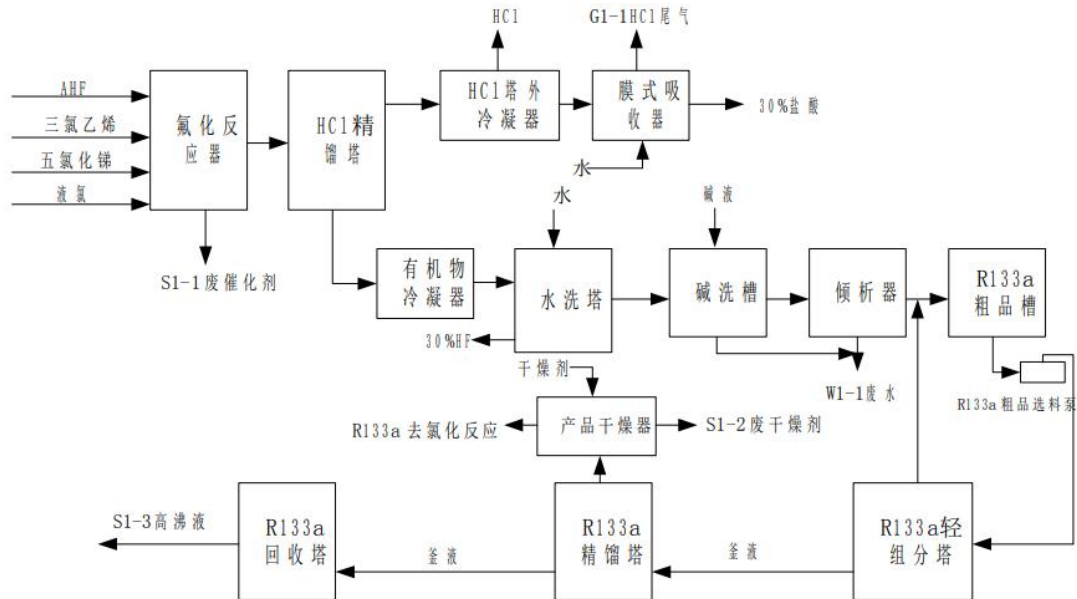 HCl
G1-1HCl尾气
AHF
三氯乙烯
五氯化锑
液氯
氟化反
应器
HCl精
馏塔
HCl塔外
冷凝器
膜式吸
收器
30%盐酸
水
水
碱液
S1-1废催化剂
有机物
冷凝器
水洗塔
碱洗槽
倾析器
R133a
粗品槽
30%HF
干燥剂
W1-1废水
R133a粗品选料泵
R133a去氯化反应
产品干燥器
S1-2废干燥剂
S1-3高沸液
R133a
回收塔
釜液
R133a
精馏塔
釜液
R133a轻
组分塔